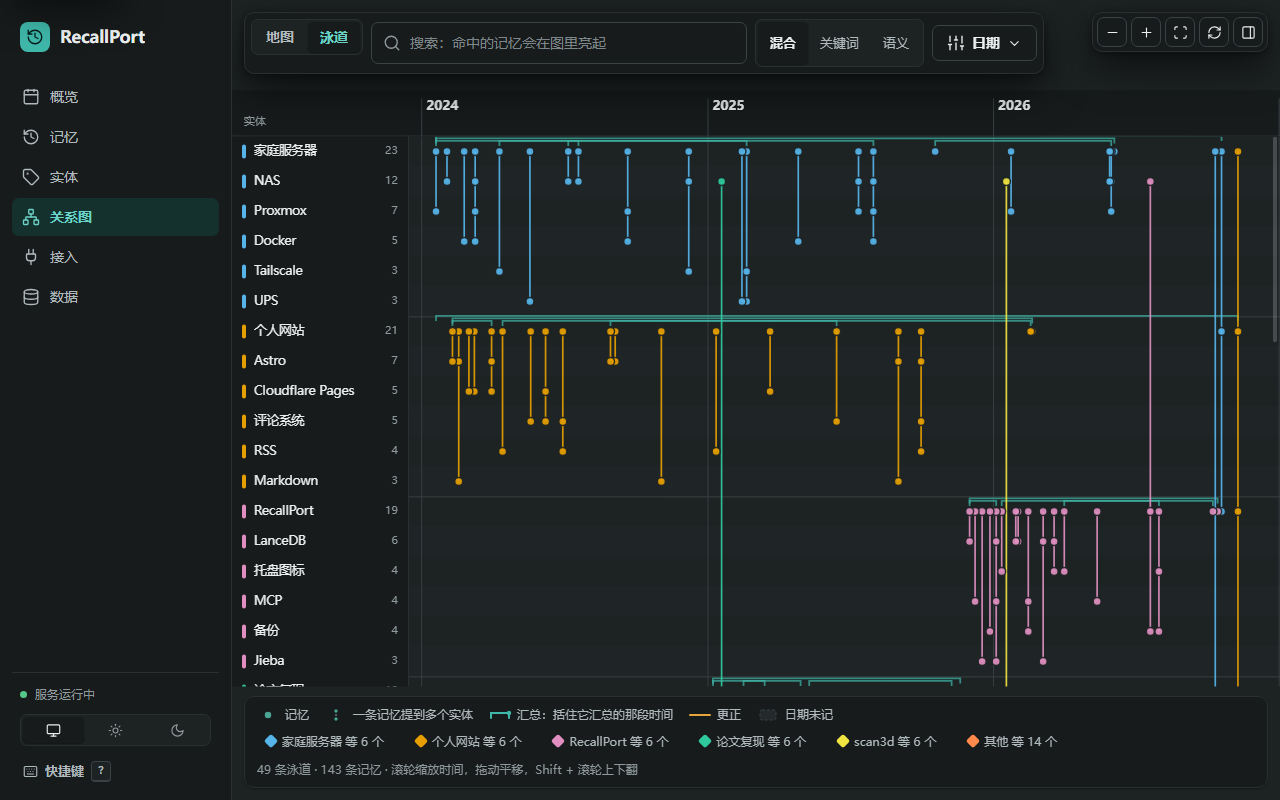 RecallPort
概览
记忆
实体
关系图
接入
数据
服务运行中
快捷键 ?
地图 泳道
搜索：命中的记忆会在图里亮起
混合 关键词 语义
日期
实体 2024 2025 2026
家庭服务器 23
NAS 12
Proxmox 7
Docker 5
Tailscale 3
UPS 3
个人网站 21
Astro 7
Cloudflare Pages 5
评论系统 5
RSS 4
Markdown 3
RecallPort 19
LanceDB 6
托盘图标 4
MCP 4
备份 4
Jieba 3
记忆 一条记忆提到多个实体 汇总：括住它汇总的那段时间 更正 日期未记
家庭服务器 等 6 个 个人网站 等 6 个 RecallPort 等 6 个 论文复现 等 6 个 scan3d 等 6 个 其他 等 14 个
49 条泳道 · 143 条记忆 · 滚轮缩放时间，拖动平移，Shift + 滚轮上下翻